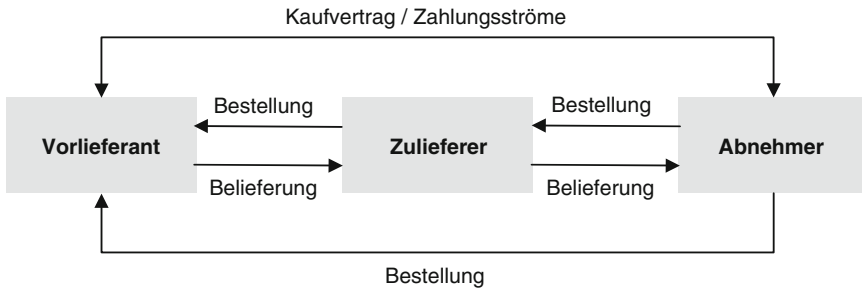 Kaufvertrag / Zahlungsströme
Bestellung
Bestellung
Vorlieferant
Zulieferer
Abnehmer
Belieferung
Belieferung
Bestellung